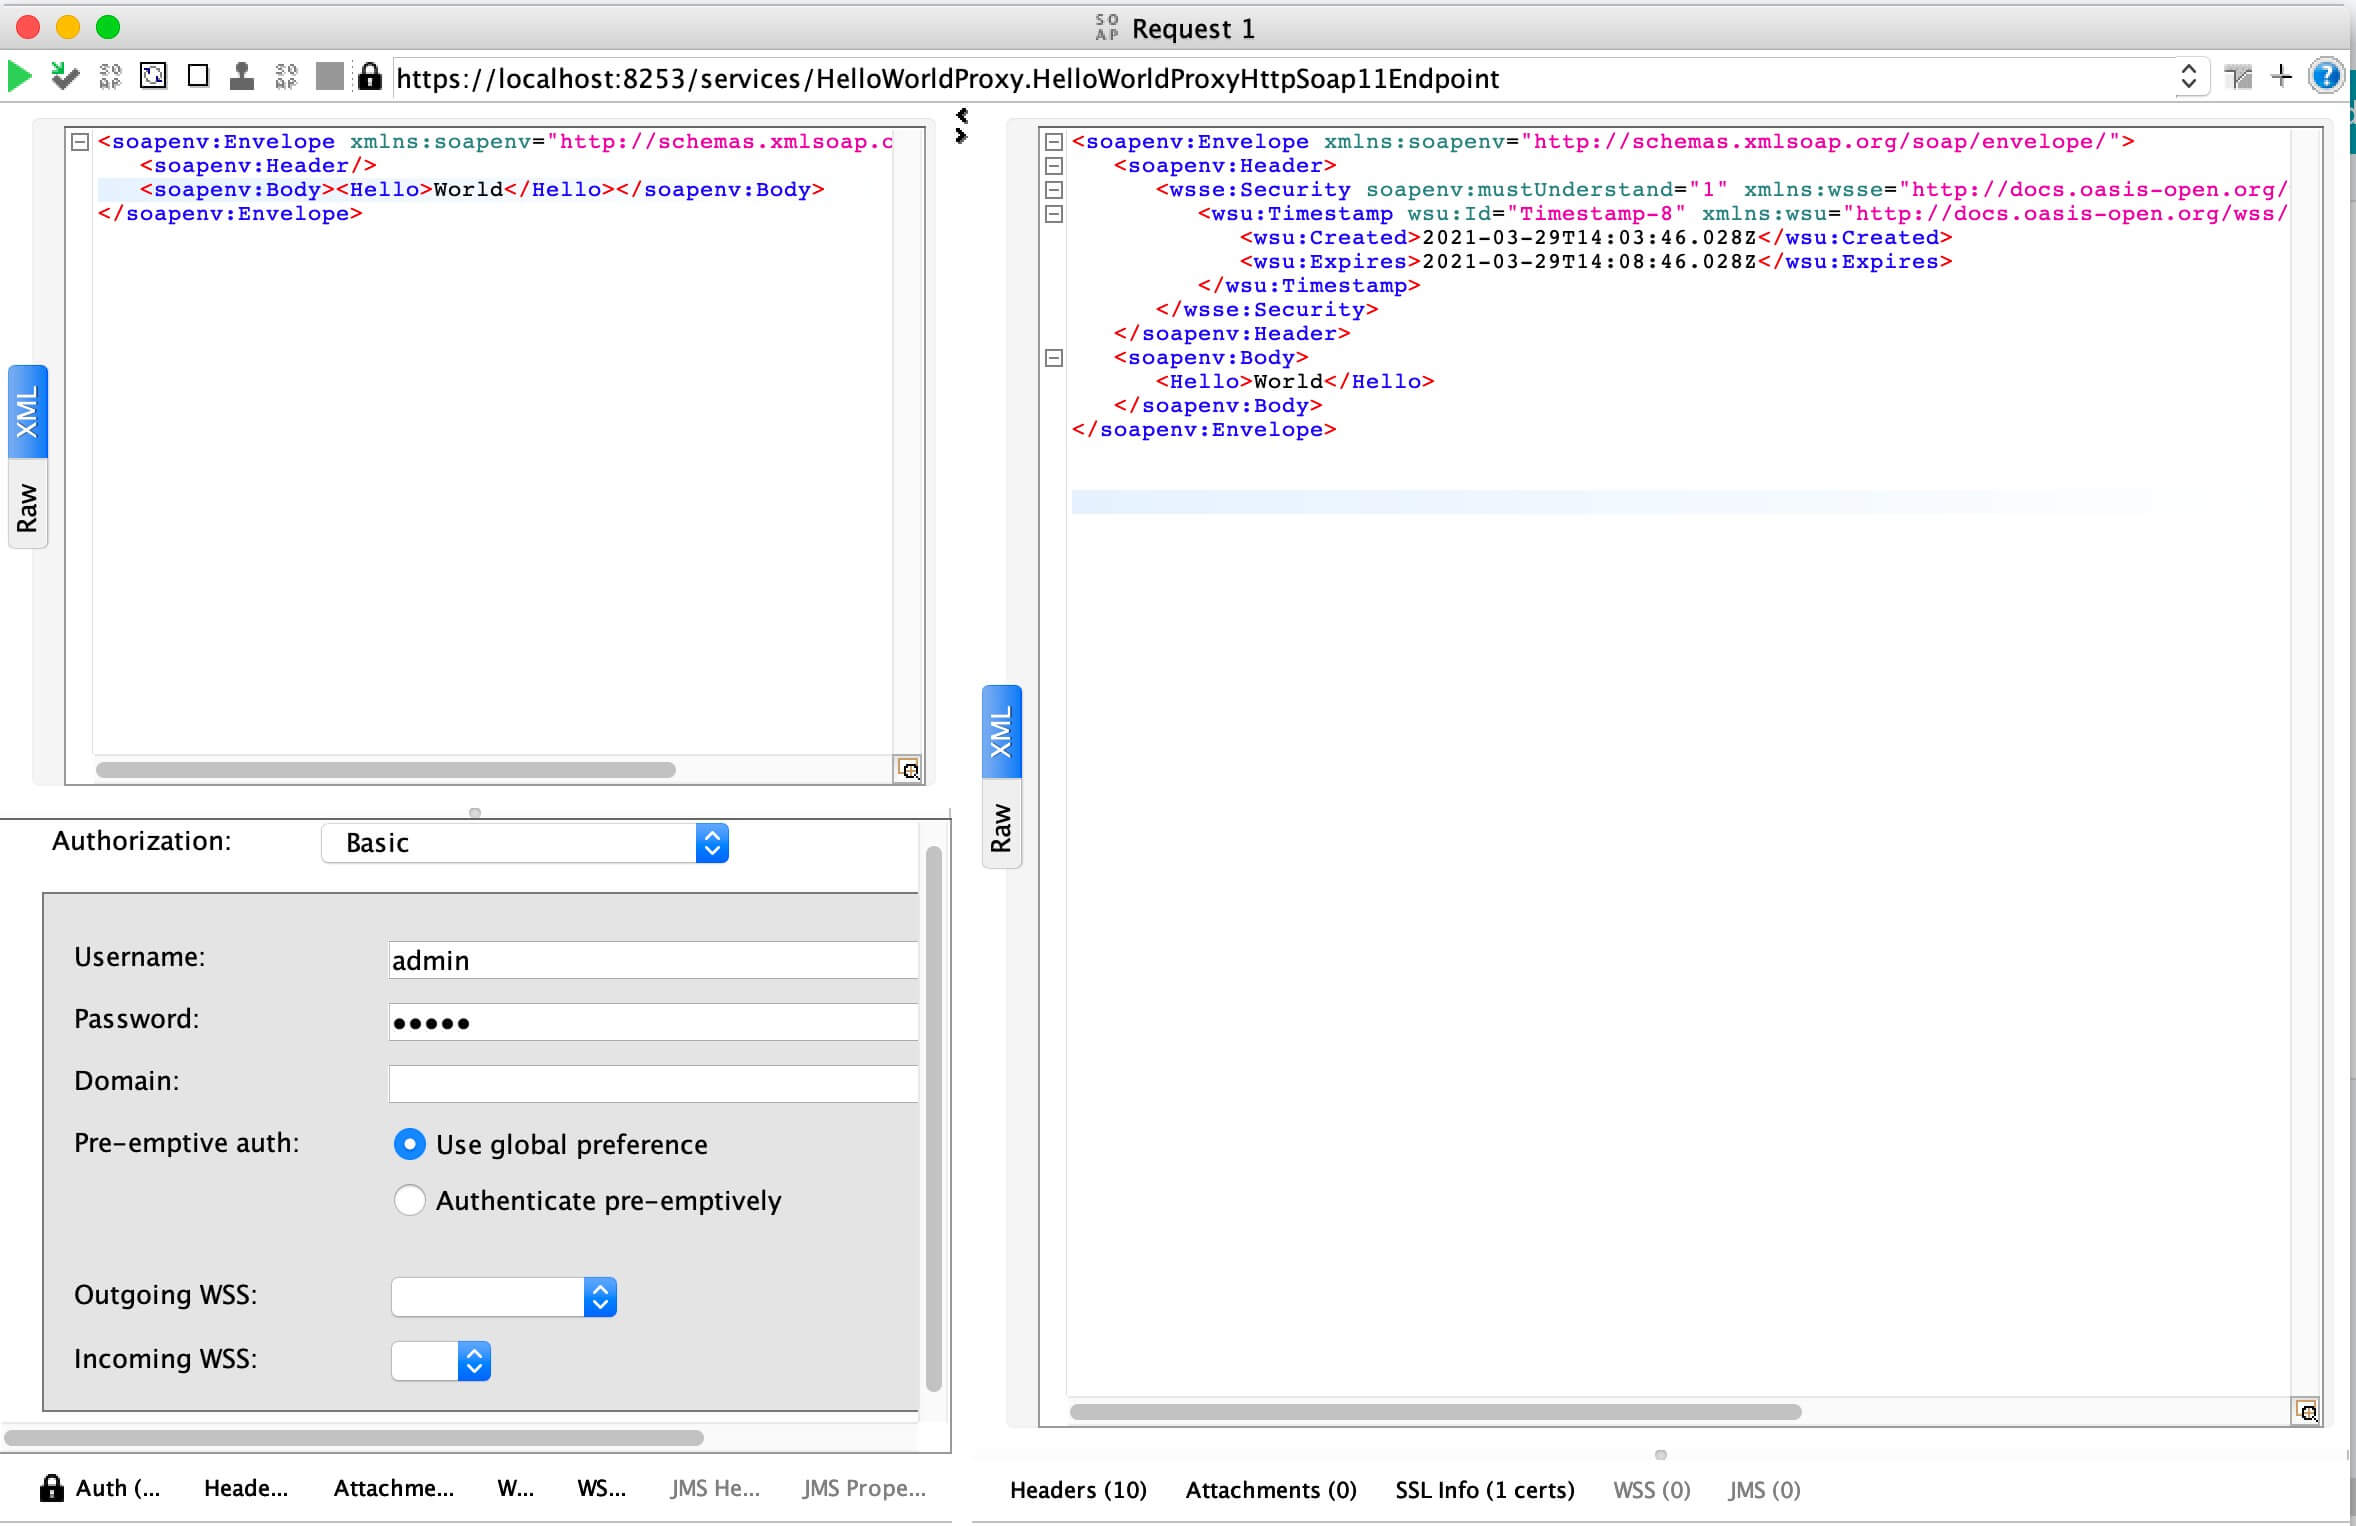 SO AP Request 1
https://localhost:8253/services/HelloWorldProxy.HelloWorldProxyHttpSoap11Endpoint
<soapenv:Envelope xmlns:soapenv="http://schemas.xmlsoap.o
<soapenv:Header/>
<soapenv:Body><Hello>World</Hello></soapenv:Body>
</soapenv:Envelope>
XML
Raw
Authorization: Basic
Username: admin
Password: •••••
Domain:
Pre-emptive auth: Use global preference
Authenticate pre-emptively
Outgoing WSS:
Incoming WSS:
Auth (... Heade... Attachme... W... WS... JMS He... JMS Prope...
<soapenv:Envelope xmlns:soapenv="http://schemas.xmlsoap.org/soap/envelope/">
<soapenv:Header>
<wsse:Security soapenv:mustUnderstand="1" xmlns:wsse="http://docs.oasis-open.org/
<wsu:Timestamp wsu:Id="Timestamp-8" xmlns:wsu="http://docs.oasis-open.org/wss/
<wsu:Created>2021-03-29T14:03:46.028Z</wsu:Created>
<wsu:Expires>2021-03-29T14:08:46.028Z</wsu:Expires>
</wsu:Timestamp>
</wsse:Security>
</soapenv:Header>
<soapenv:Body>
<Hello>World</Hello>
</soapenv:Body>
</soapenv:Envelope>
XML
Raw
Headers (10) Attachments (0) SSL Info (1 certs) WSS (0) JMS (0)